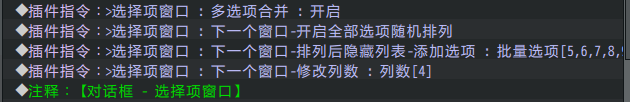 ◆插件指令：>选择项窗口 : 多选项合并 : 开启
◆插件指令：>选择项窗口 : 下一个窗口-开启全部选项随机排列
◆插件指令：>选择项窗口 : 下一个窗口-排列后隐藏列表-添加选项 : 批量选项[5,6,7,8,9
◆插件指令：>选择项窗口 : 下一个窗口-修改列数 : 列数[4]
◆注释：【对话框 - 选择项窗口】